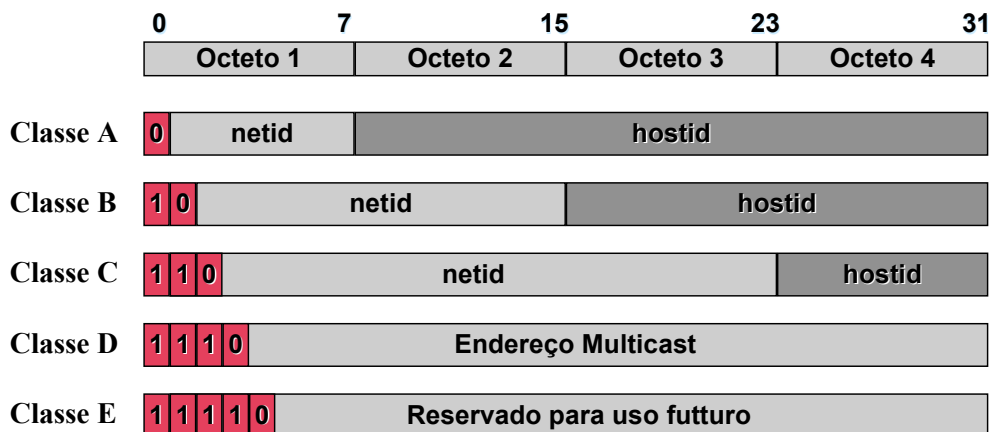 0 7 15 23 31
Octeto 1 Octeto 2 Octeto 3 Octeto 4
Classe A 0 netid hostid
Classe B 1 0 netid hostid
Classe C 1 1 0 netid hostid
Classe D 1 1 1 0 Endereço Multicast
Classe E 1 1 1 1 0 Reservado para uso futturo